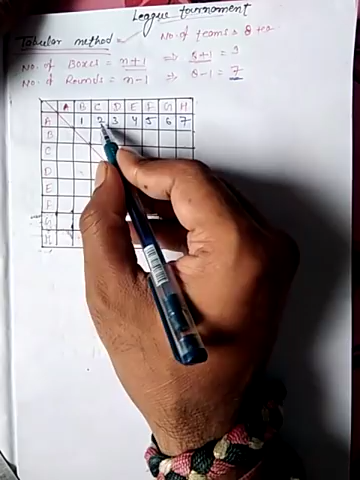 League tournament
Tabular method No. of teams = 8 tea
No. of Boxes = n+1 ⇒ 8+1 = 9
No. of Rounds = n-1 ⇒ 8-1 = 7
A B C D E F G H
A 1 2 3 4 5 6 7
B
C
D
E
F
G
H